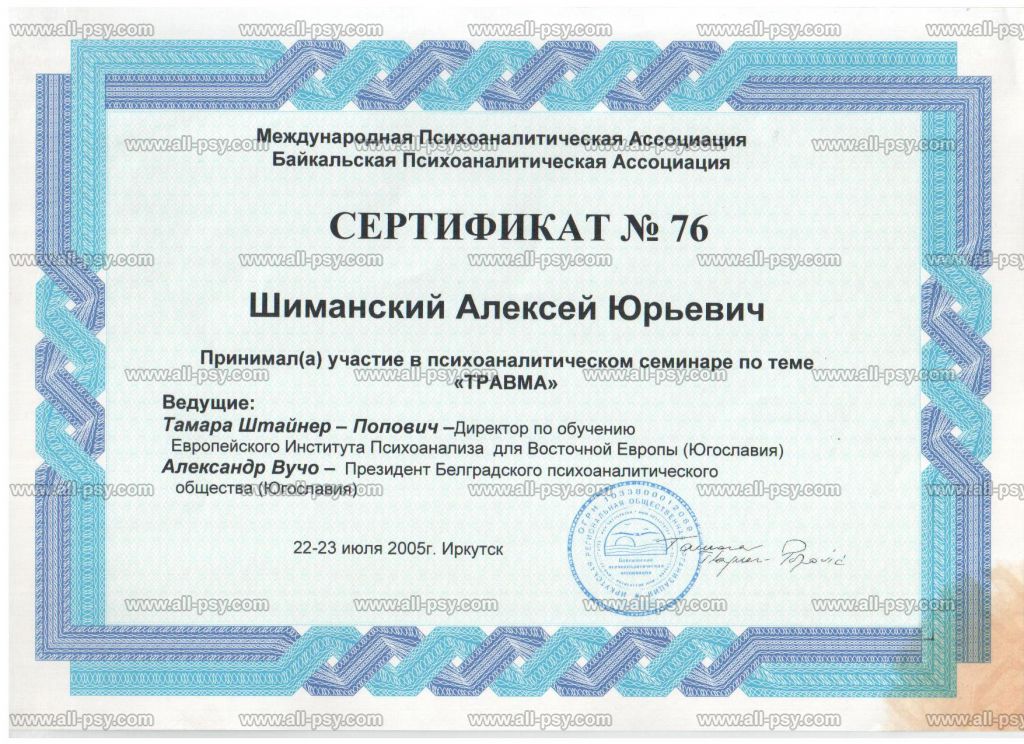 www.all-psy.com
Международная Психоаналитическая Ассоциация
Байкальская Психоаналитическая Ассоциация
СЕРТИФИКАТ № 76
Шиманский Алексей Юрьевич
Принимал(а) участие в психоаналитическом семинаре по теме
«ТРАВМА»
Ведущие:
Тамара Штайнер – Попович –Директор по обучению
Европейского Института Психоанализа для Восточной Европы (Югославия)
Александр Вучо – Президент Белградского психоаналитического
общества (Югославия)
22-23 июля 2005г. Иркутск